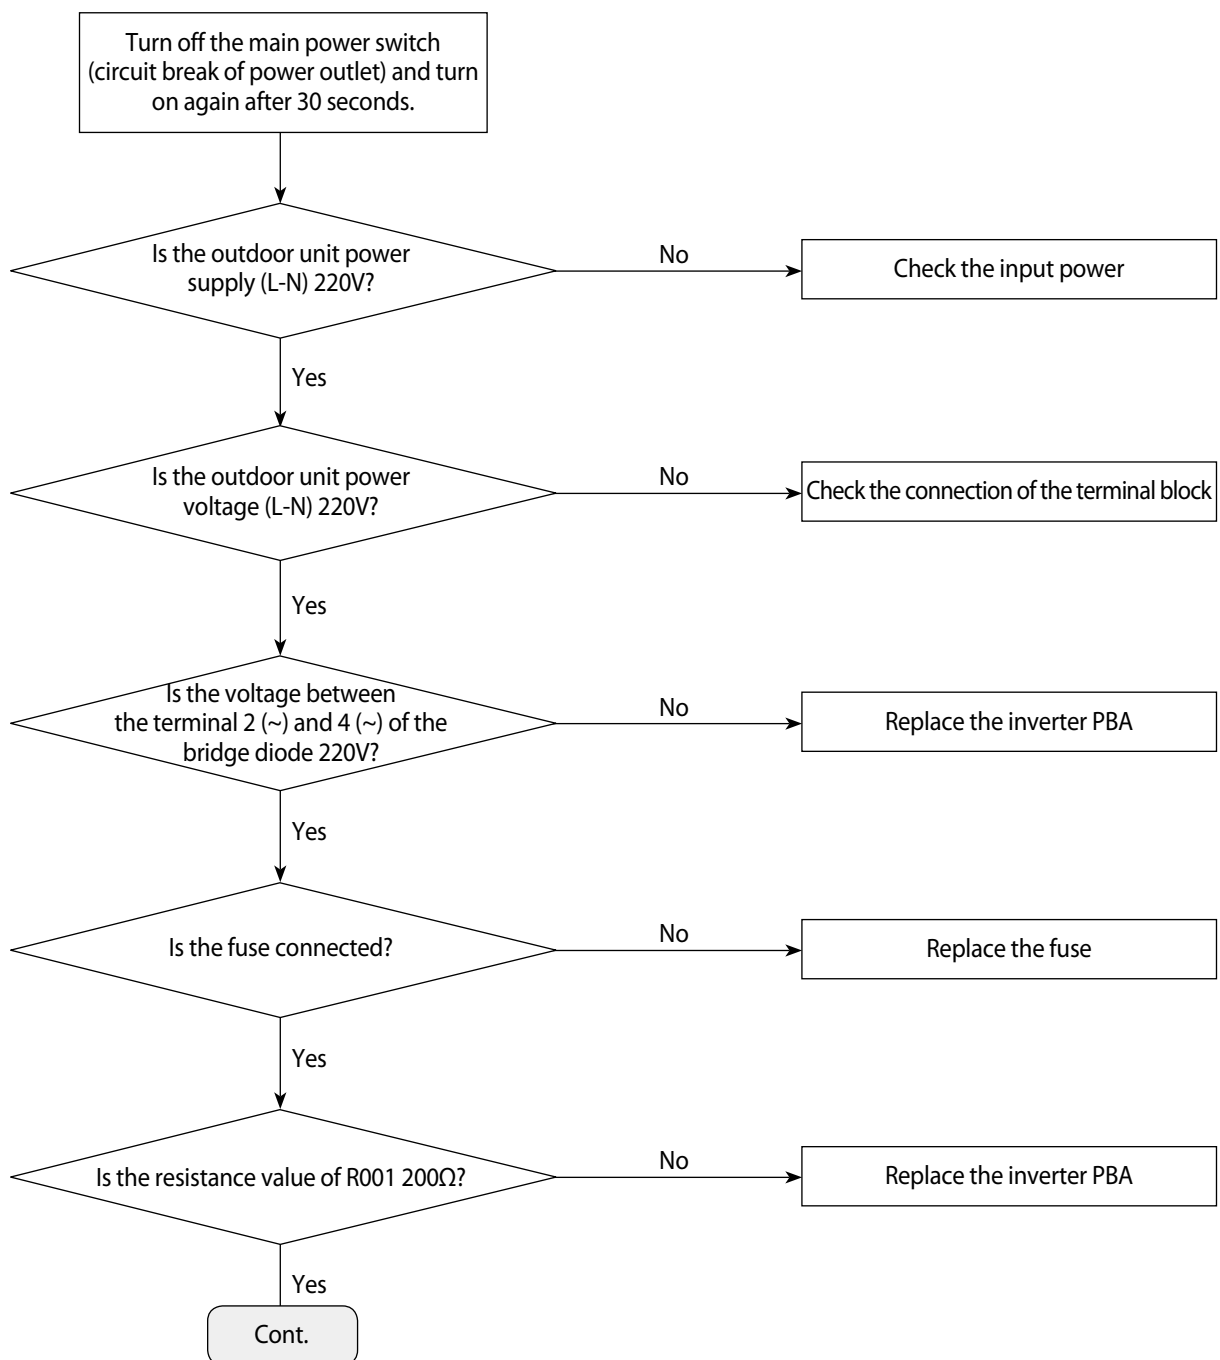 Turn off the main power switch
(circuit break of power outlet) and turn
on again after 30 seconds.
Is the outdoor unit power
supply (L-N) 220V?
No
Check the input power
Yes
Is the outdoor unit power
voltage (L-N) 220V?
No
Check the connection of the terminal block
Yes
Is the voltage between
the terminal 2 (~) and 4 (~) of the
bridge diode 220V?
No
Replace the inverter PBA
Yes
Is the fuse connected?
No
Replace the fuse
Yes
Is the resistance value of R001 200Ω?
No
Replace the inverter PBA
Yes
Cont.